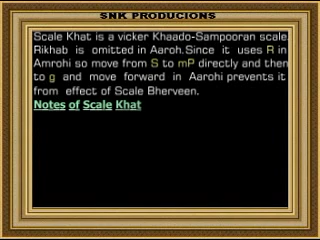 SNK PRODUCIONS
Scale Khat is a vicker Khaado-Sampooran scale.
Rikhab is omitted in Aaroh.Since it uses R in
Amrohi so move from S to mP directly and then
to g and move forward in Aarohi prevents it
from effect of Scale Bherveen.
Notes of Scale Khat